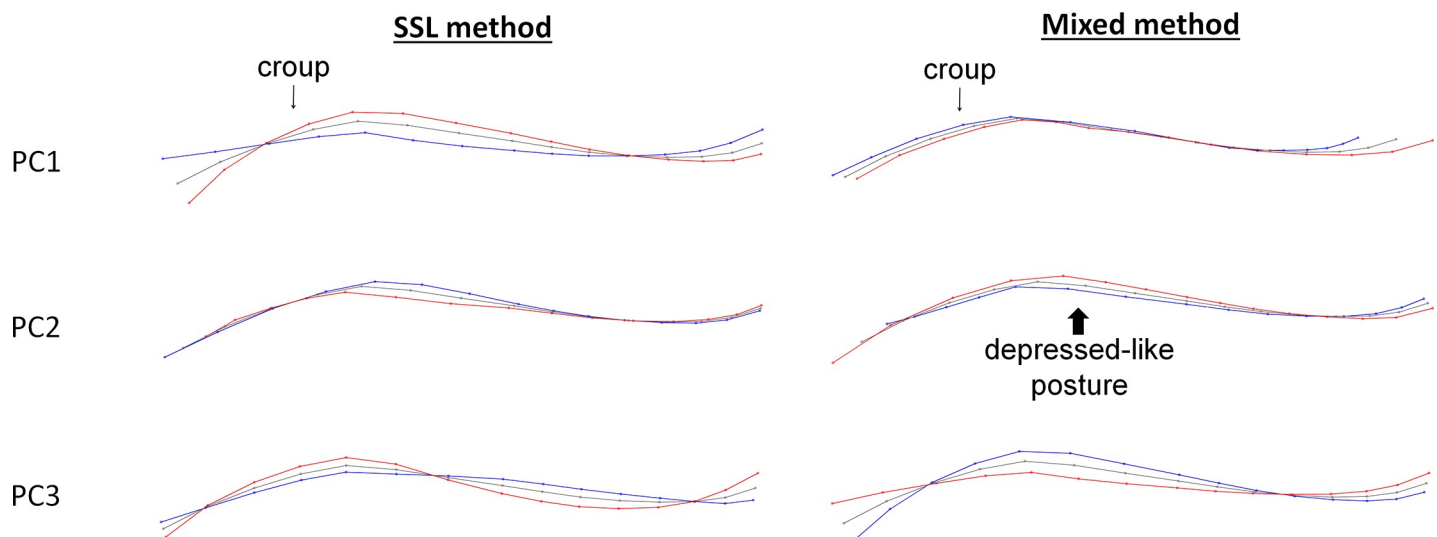 SSL method
Mixed method
croup
croup
PC1
PC2
depressed-like
posture
PC3